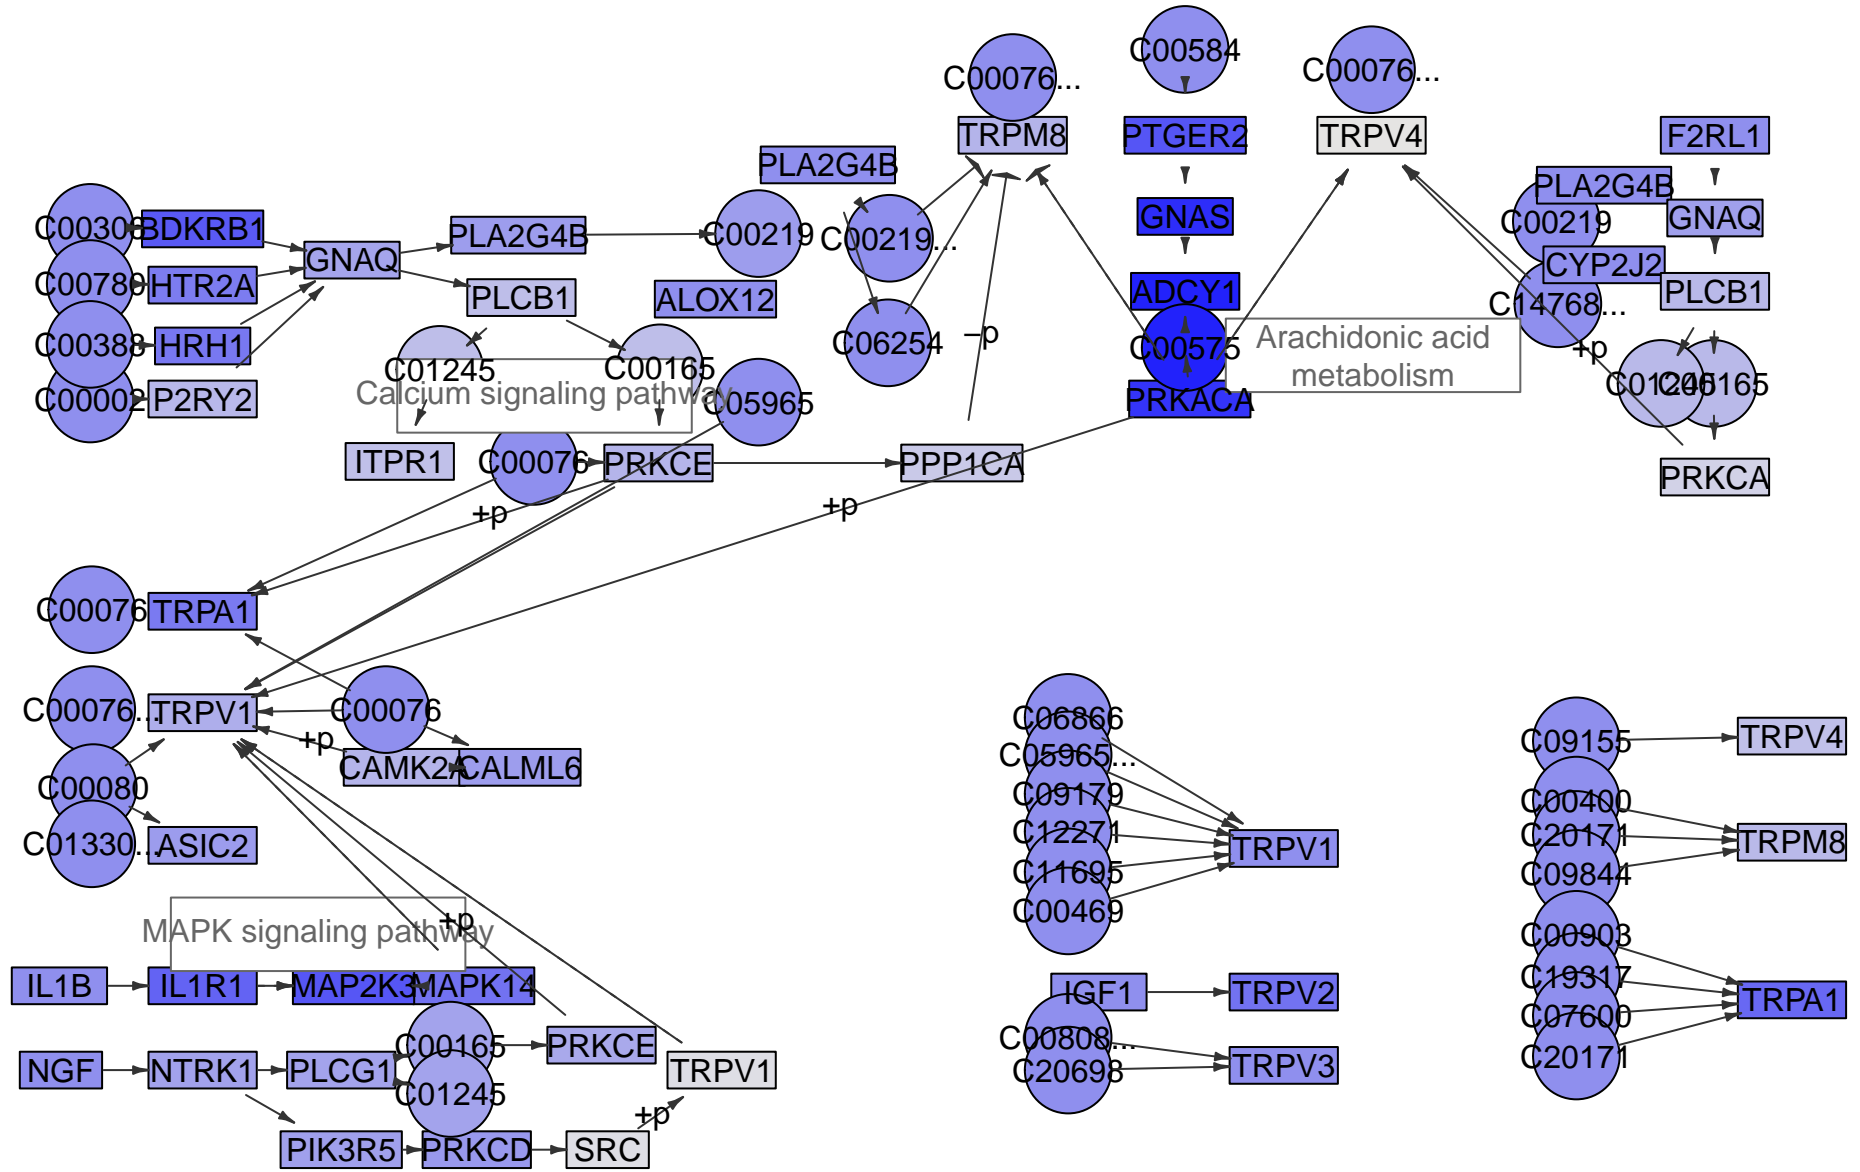 C00584
C00076...
C00076...
TRPM8
PTGER2
TRPV4
F2RL1
PLA2G4B
PLA2G4B
C00219
GNAS
GNAQ
BDKRB1
PLA2G4B
C00219
C00219...
GNAQ
CYP2J2
C00780
HTR2A
PLCB1
ALOX12
ADCY1
C14768...
PLCB1
C00388
HRH1
C06254
–p
C00575
Arachidonic acid
metabolism
+p
C01245
C00165
Calcium signaling pathway
C00002
P2RY2
C05965
PRKACA
C01245
C00165
ITPR1
C00076
PRKCE
PPP1CA
PRKCA
+p
+p
C00076
TRPA1
C00076...
TRPV1
C00076
+p
CAMK2A
CALML6
C00080
C01330...
ASIC2
C06866
C05965...
C09179
C12271
C11695
C00469
TRPV1
C09155
TRPV4
C00400
C20171
C09844
TRPM8
C00903
C19317
C07600
C20171
TRPA1
MAPK signaling pathway
+p
IL1B
IL1R1
MAP2K3
MAPK14
IGF1
TRPV2
C00808...
C20698
TRPV3
NGF
NTRK1
PLCG1
C00165
C01245
PRKCE
TRPV1
+p
PIK3R5
PRKCD
SRC